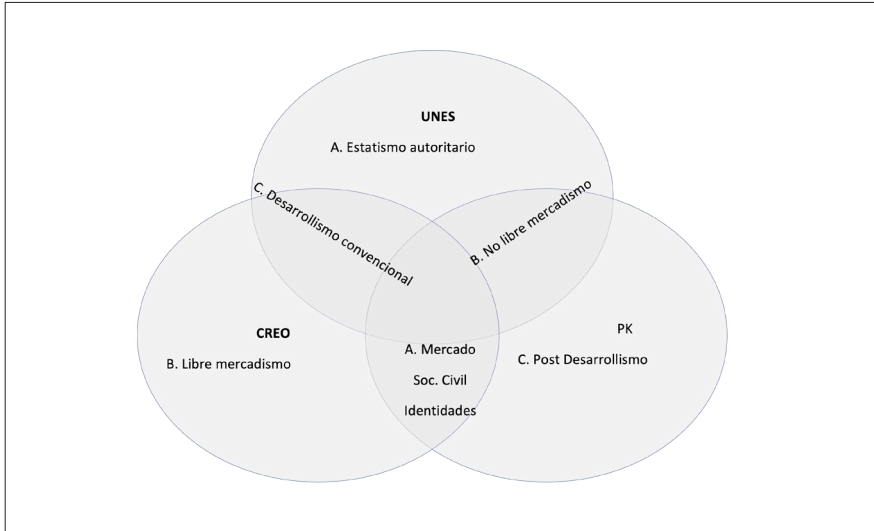 UNES
A. Estatismo autoritario
C. Desarrollismo convencional
B. No libre mercadismo
CREO
B. Libre mercadismo
A. Mercado
Soc. Civil
Identidades
PK
C. Post Desarrollismo